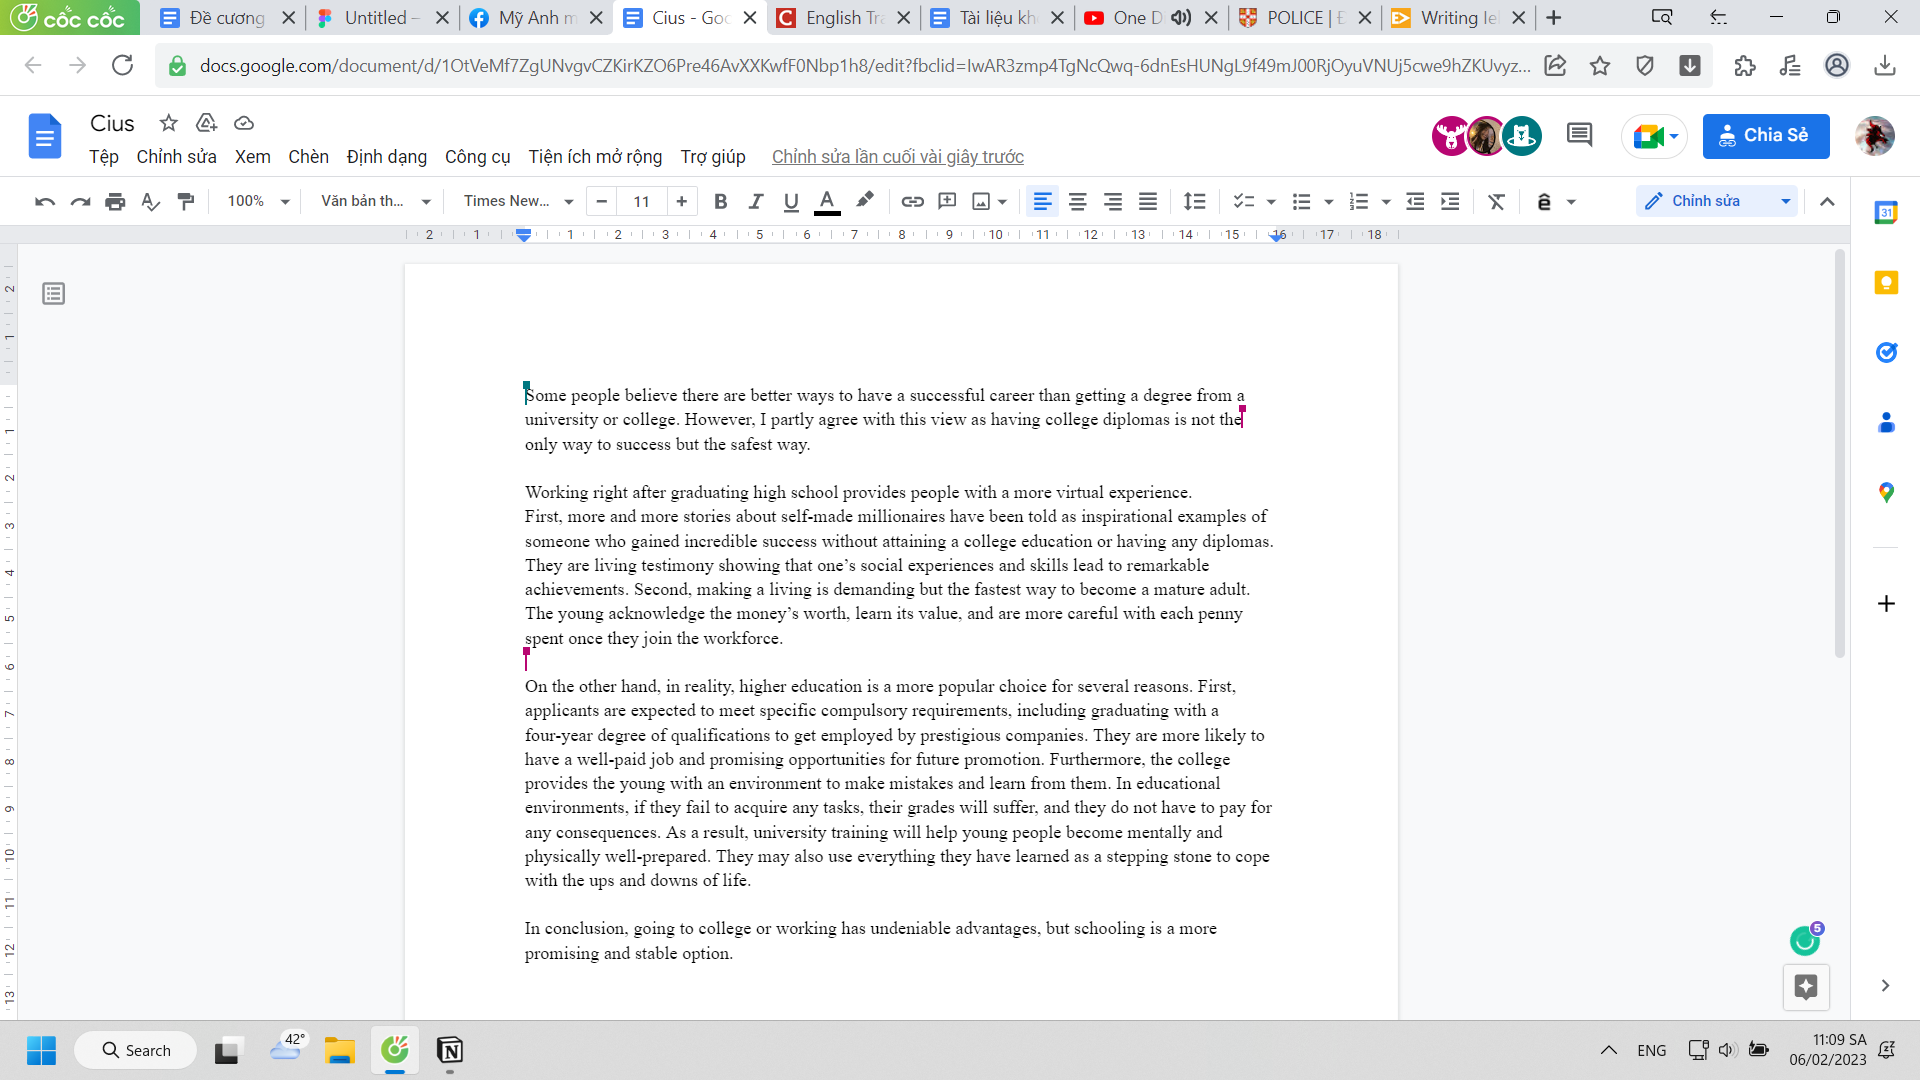 cốc cốc
Đề cương
Untitled –
Mỹ Anh m
Cius - Goo
English Tra
Tài liệu kh
One D
POLICE | Đ
Writing Iel
docs.google.com/document/d/1OtVeMf7ZgUNvgvCZKirKZO6Pre46AvXXKwfF0Nbp1h8/edit?fbclid=IwAR3zmp4TgNcQwq-6dnEsHUNgL9f49mJ00RjOyuVNUj5cwe9hZKUvyz...
Cius
Tệp Chỉnh sửa Xem Chèn Định dạng Công cụ Tiện ích mở rộng Trợ giúp Chỉnh sửa lần cuối vài giây trước
Chia Sẻ
100% Văn bản th... Times New... 11 B I U A ê Chỉnh sửa
31
2 1 1 2 3 4 5 6 7 8 9 10 11 12 13 14 15 16 17 18
2 1 1 2 3 4 5 6 7 8 9 10 11 12 13
Some people believe there are better ways to have a successful career than getting a degree from a
university or college. However, I partly agree with this view as having college diplomas is not the
only way to success but the safest way.
Working right after graduating high school provides people with a more virtual experience.
First, more and more stories about self-made millionaires have been told as inspirational examples of
someone who gained incredible success without attaining a college education or having any diplomas.
They are living testimony showing that one’s social experiences and skills lead to remarkable
achievements. Second, making a living is demanding but the fastest way to become a mature adult.
The young acknowledge the money’s worth, learn its value, and are more careful with each penny
spent once they join the workforce.
On the other hand, in reality, higher education is a more popular choice for several reasons. First,
applicants are expected to meet specific compulsory requirements, including graduating with a
four-year degree of qualifications to get employed by prestigious companies. They are more likely to
have a well-paid job and promising opportunities for future promotion. Furthermore, the college
provides the young with an environment to make mistakes and learn from them. In educational
environments, if they fail to acquire any tasks, their grades will suffer, and they do not have to pay for
any consequences. As a result, university training will help young people become mentally and
physically well-prepared. They may also use everything they have learned as a stepping stone to cope
with the ups and downs of life.
In conclusion, going to college or working has undeniable advantages, but schooling is a more
promising and stable option.
5
Search
42°
ENG
11:09 SA
06/02/2023